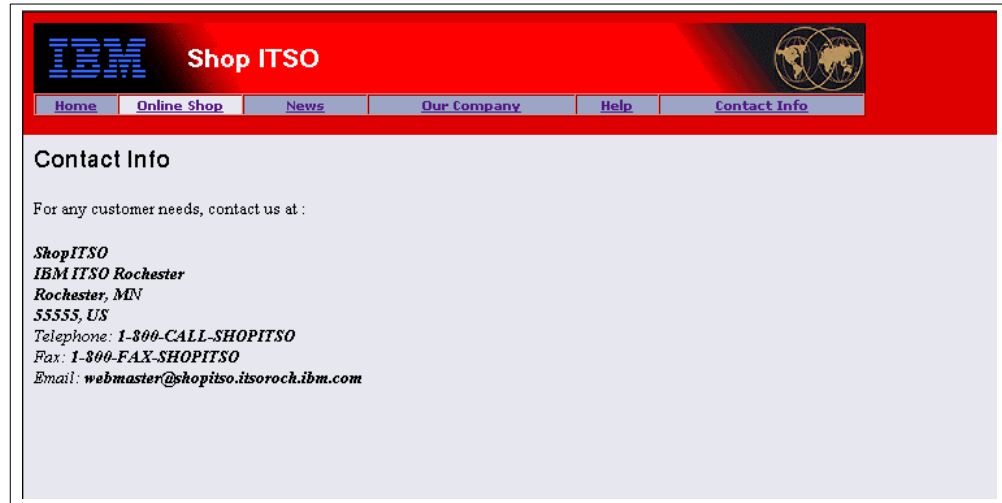 IBM Shop ITSO
Home Online Shop News Our Company Help Contact Info
Contact Info
For any customer needs, contact us at :
ShopITSO
IBM ITSO Rochester
Rochester, MN
55555, US
Telephone: 1-800-CALL-SHOPITSO
Fax: 1-800-FAX-SHOPITSO
Email: webmaster@shopitso.itsoroch.ibm.com